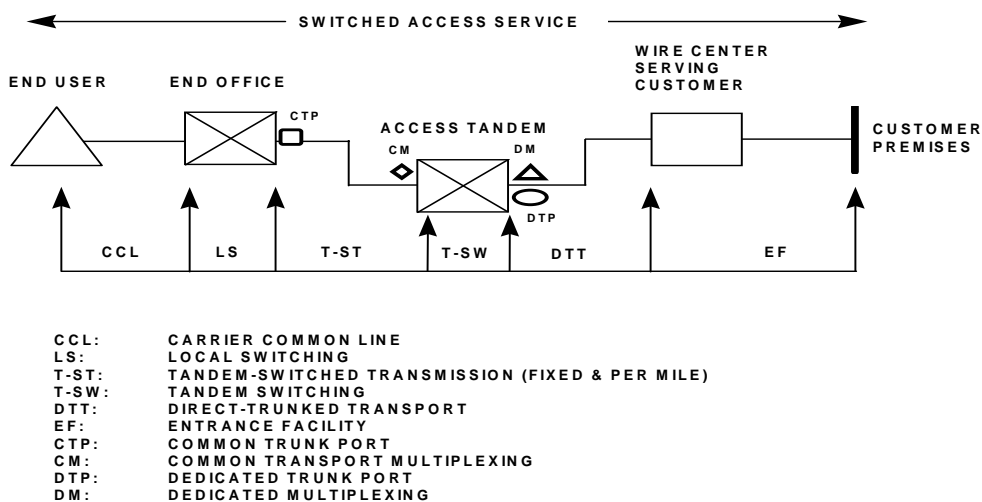 SWITCHED ACCESS SERVICE
WIRE CENTER
SERVING
CUSTOMER
END USER
END OFFICE
CTP
ACCESS TANDEM
CM
DM
CUSTOMER
PREMISES
DTP
CCL
LS
T-ST
T-SW
DTT
EF
CCL: CARRIER COMMON LINE
LS: LOCAL SWITCHING
T-ST: TANDEM-SWITCHED TRANSMISSION (FIXED & PER MILE)
T-SW: TANDEM SWITCHING
DTT: DIRECT-TRUNKED TRANSPORT
EF: ENTRANCE FACILITY
CTP: COMMON TRUNK PORT
CM: COMMON TRANSPORT MULTIPLEXING
DTP: DEDICATED TRUNK PORT
DM: DEDICATED MULTIPLEXING